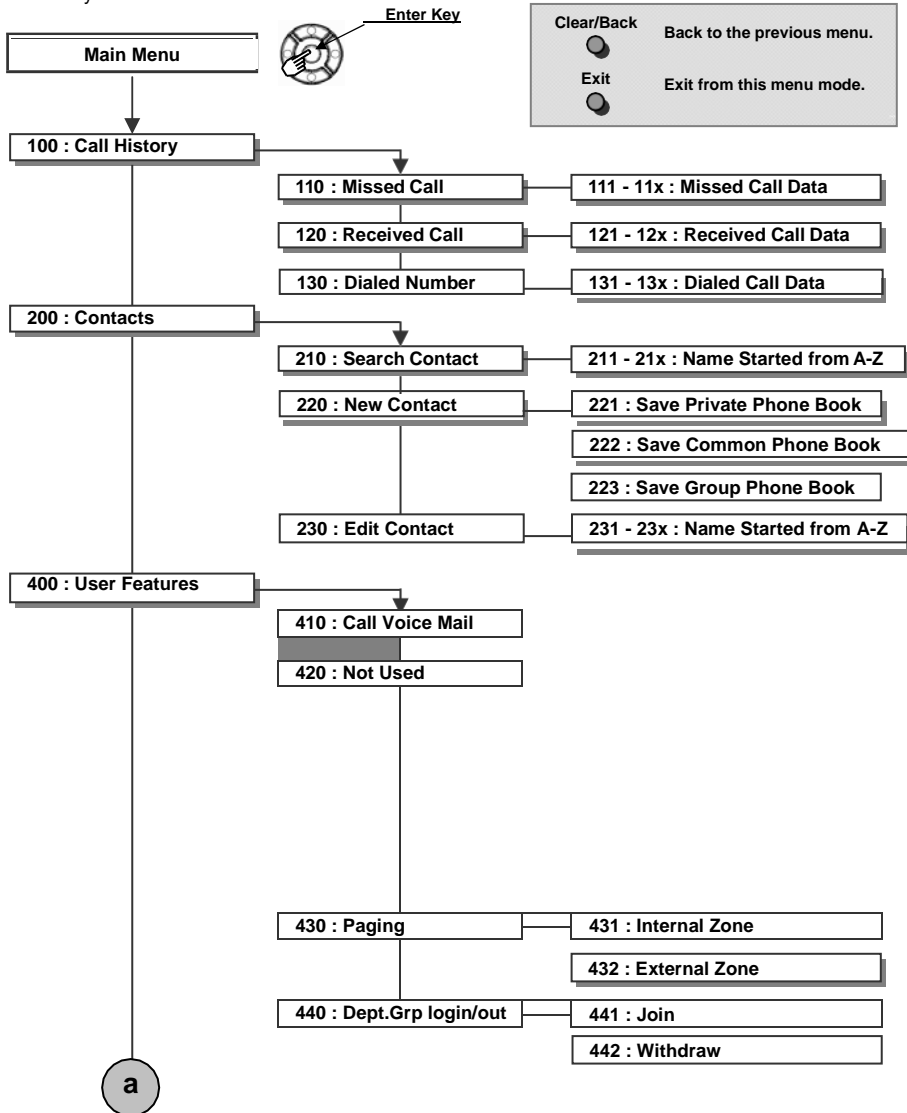 Enter Key
Clear/Back
Back to the previous menu.
Exit
Exit from this menu mode.
Main Menu
100 : Call History
110 : Missed Call
111 - 11x : Missed Call Data
120 : Received Call
121 - 12x : Received Call Data
130 : Dialed Number
131 - 13x : Dialed Call Data
200 : Contacts
210 : Search Contact
211 - 21x : Name Started from A-Z
220 : New Contact
221 : Save Private Phone Book
222 : Save Common Phone Book
223 : Save Group Phone Book
230 : Edit Contact
231 - 23x : Name Started from A-Z
400 : User Features
410 : Call Voice Mail
420 : Not Used
430 : Paging
431 : Internal Zone
432 : External Zone
440 : Dept.Grp login/out
441 : Join
442 : Withdraw
a